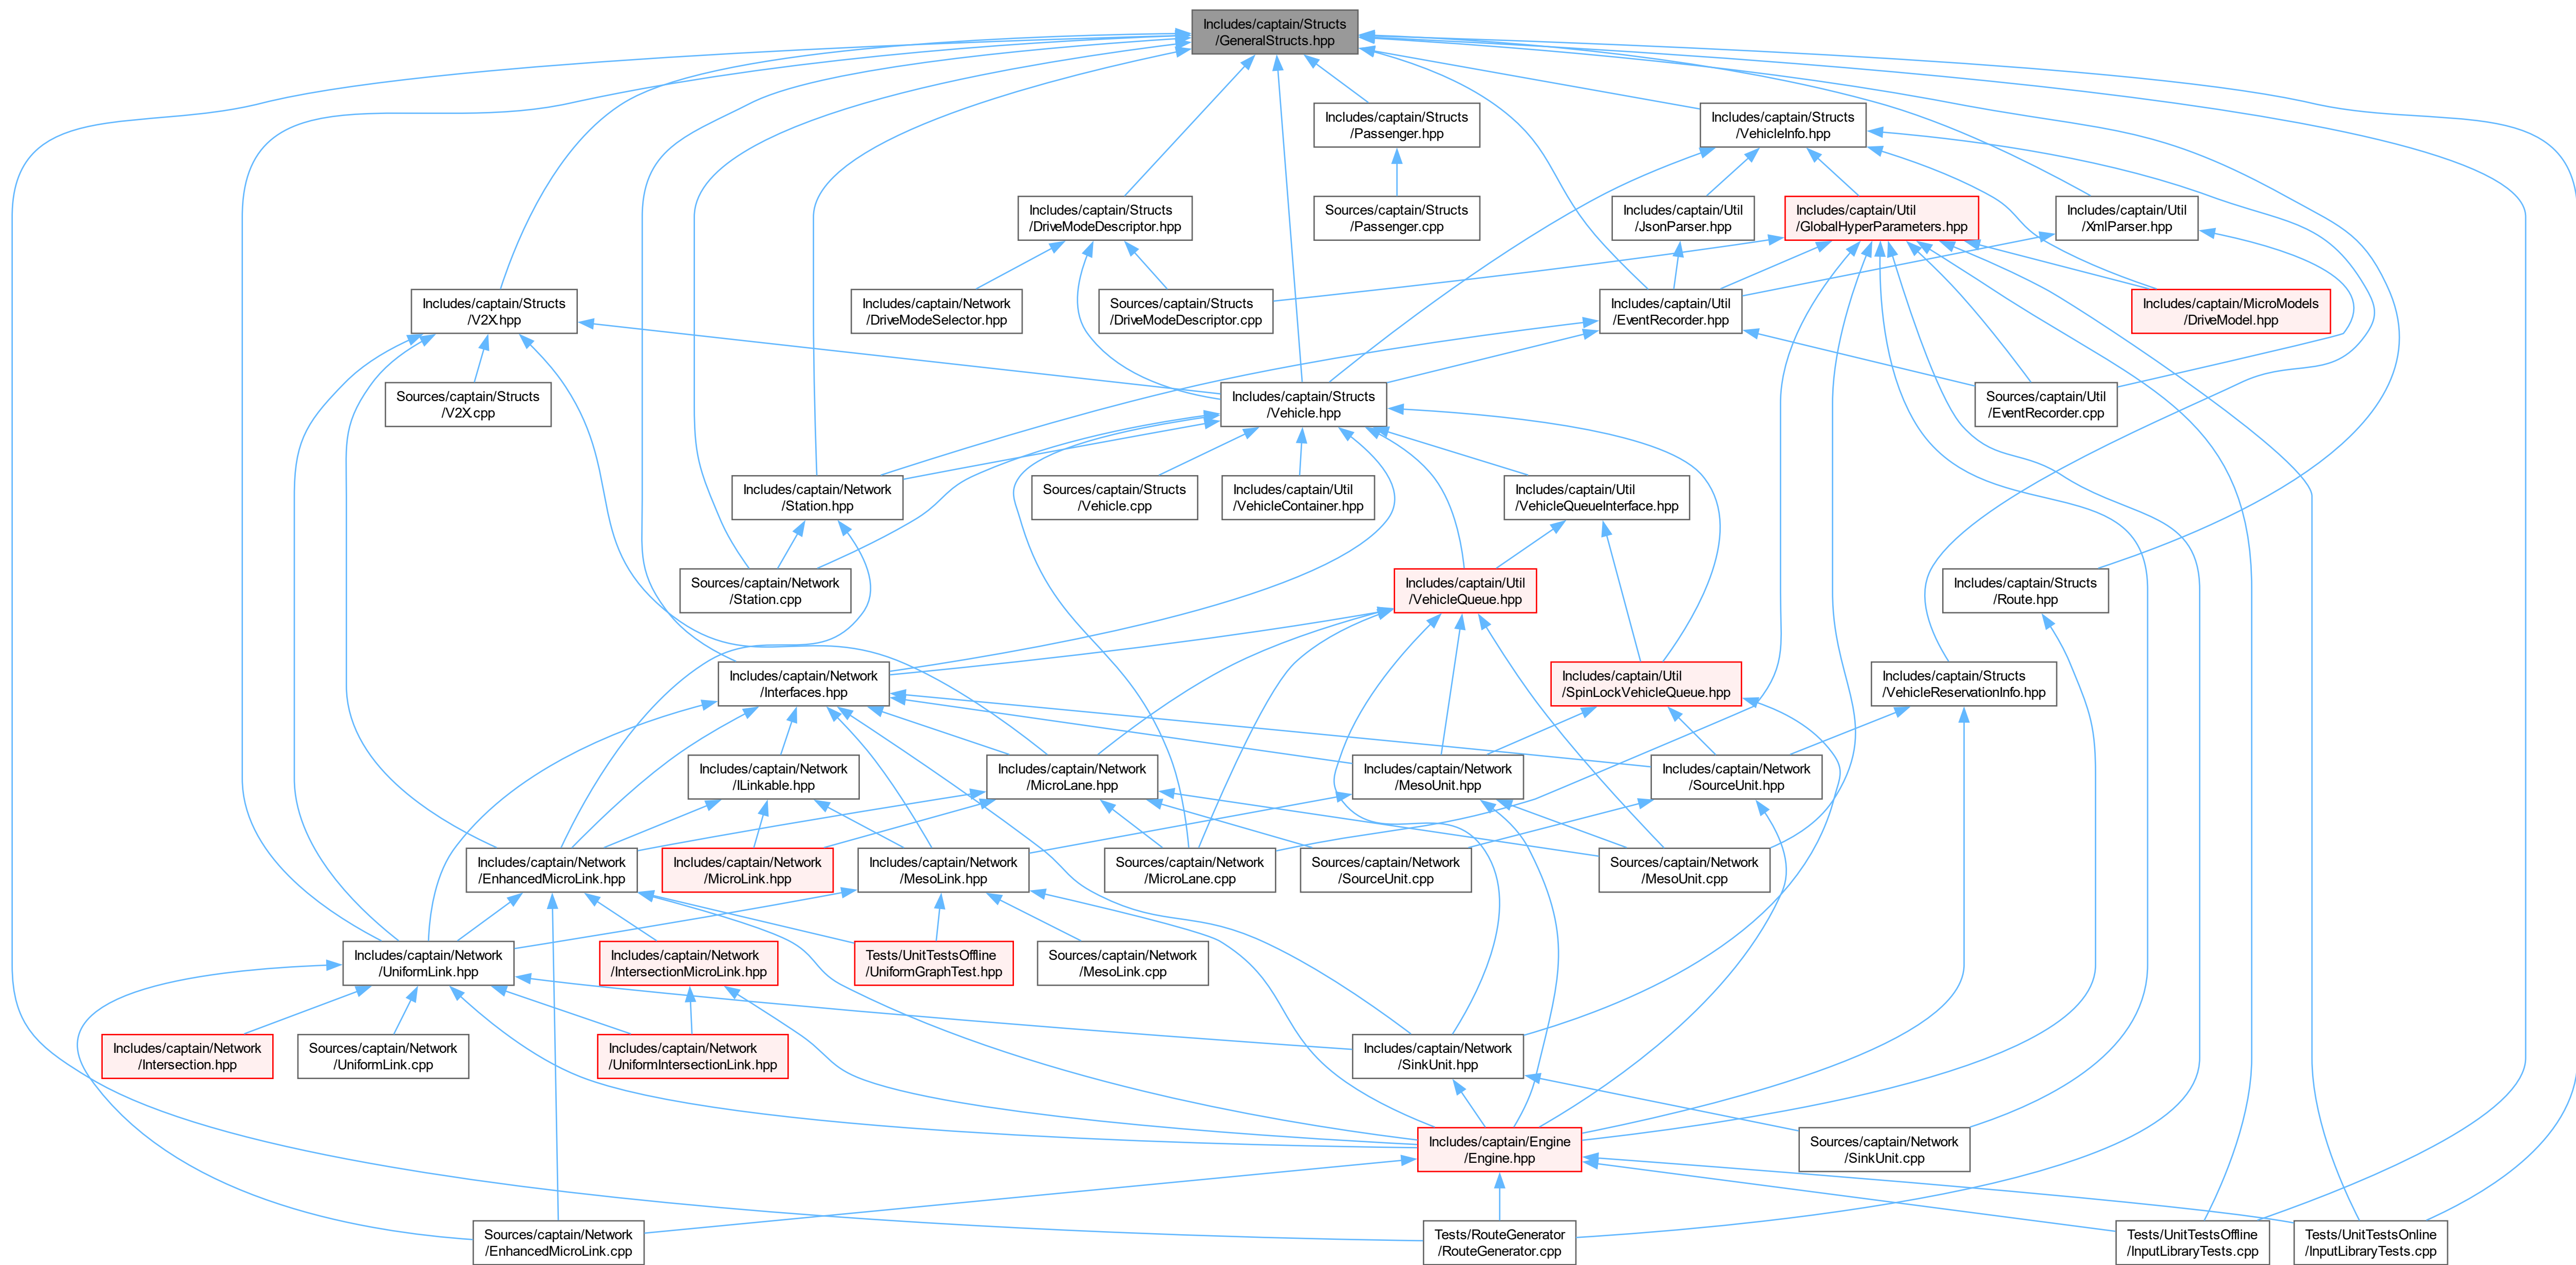 Includes/captain/Structs
/GeneralStructs.hpp
Includes/captain/Structs
/Passenger.hpp
Includes/captain/Structs
/VehicleInfo.hpp
Includes/captain/Structs
/DriveModeDescriptor.hpp
Sources/captain/Structs
/Passenger.cpp
Includes/captain/Util
/JsonParser.hpp
Includes/captain/Util
/GlobalHyperParameters.hpp
Includes/captain/Util
/XmlParser.hpp
Includes/captain/Structs
/V2X.hpp
Includes/captain/Network
/DriveModeSelector.hpp
Sources/captain/Structs
/DriveModeDescriptor.cpp
Includes/captain/Util
/EventRecorder.hpp
Includes/captain/MicroModels
/DriveModel.hpp
Sources/captain/Structs
/V2X.cpp
Includes/captain/Structs
/Vehicle.hpp
Sources/captain/Util
/EventRecorder.cpp
Includes/captain/Network
/Station.hpp
Sources/captain/Structs
/Vehicle.cpp
Includes/captain/Util
/VehicleContainer.hpp
Includes/captain/Util
/VehicleQueueInterface.hpp
Sources/captain/Network
/Station.cpp
Includes/captain/Util
/VehicleQueue.hpp
Includes/captain/Structs
/Route.hpp
Includes/captain/Network
/Interfaces.hpp
Includes/captain/Util
/SpinLockVehicleQueue.hpp
Includes/captain/Structs
/VehicleReservationInfo.hpp
Includes/captain/Network
/ILinkable.hpp
Includes/captain/Network
/MicroLane.hpp
Includes/captain/Network
/MesoUnit.hpp
Includes/captain/Network
/SourceUnit.hpp
Includes/captain/Network
/EnhancedMicroLink.hpp
Includes/captain/Network
/MicroLink.hpp
Includes/captain/Network
/MesoLink.hpp
Sources/captain/Network
/MicroLane.cpp
Sources/captain/Network
/SourceUnit.cpp
Sources/captain/Network
/MesoUnit.cpp
Includes/captain/Network
/UniformLink.hpp
Includes/captain/Network
/IntersectionMicroLink.hpp
Tests/UnitTestsOffline
/UniformGraphTest.hpp
Sources/captain/Network
/MesoLink.cpp
Includes/captain/Network
/Intersection.hpp
Sources/captain/Network
/UniformLink.cpp
Includes/captain/Network
/UniformIntersectionLink.hpp
Includes/captain/Network
/SinkUnit.hpp
Includes/captain/Engine
/Engine.hpp
Sources/captain/Network
/SinkUnit.cpp
Sources/captain/Network
/EnhancedMicroLink.cpp
Tests/RouteGenerator
/RouteGenerator.cpp
Tests/UnitTestsOffline
/InputLibraryTests.cpp
Tests/UnitTestsOnline
/InputLibraryTests.cpp